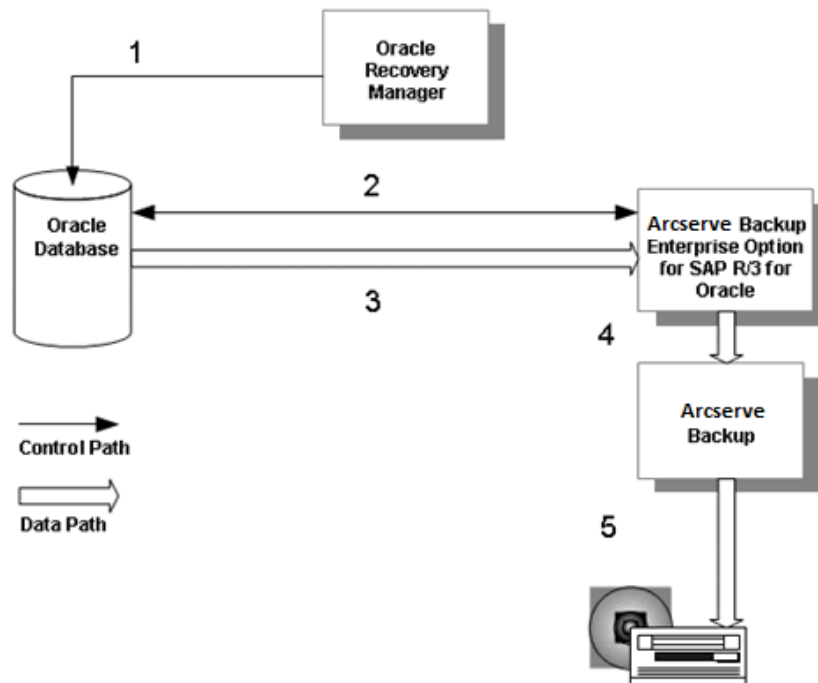 1
Oracle
Recovery
Manager
2
Oracle
Database
Arcserve Backup
Enterprise Option
for SAP R/3 for
Oracle
3
4
Arcserve
Backup
Control Path
Data Path
5